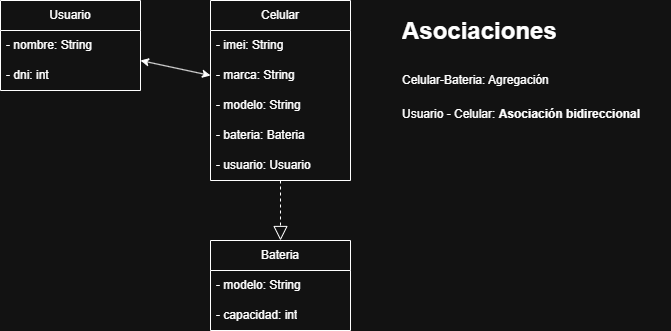 Usuario
- nombre: String
- dni: int
Celular
- imei: String
- marca: String
- modelo: String
- bateria: Bateria
- usuario: Usuario
Bateria
- modelo: String
- capacidad: int
Asociaciones
Celular-Bateria: Agregación
Usuario - Celular: Asociación bidireccional